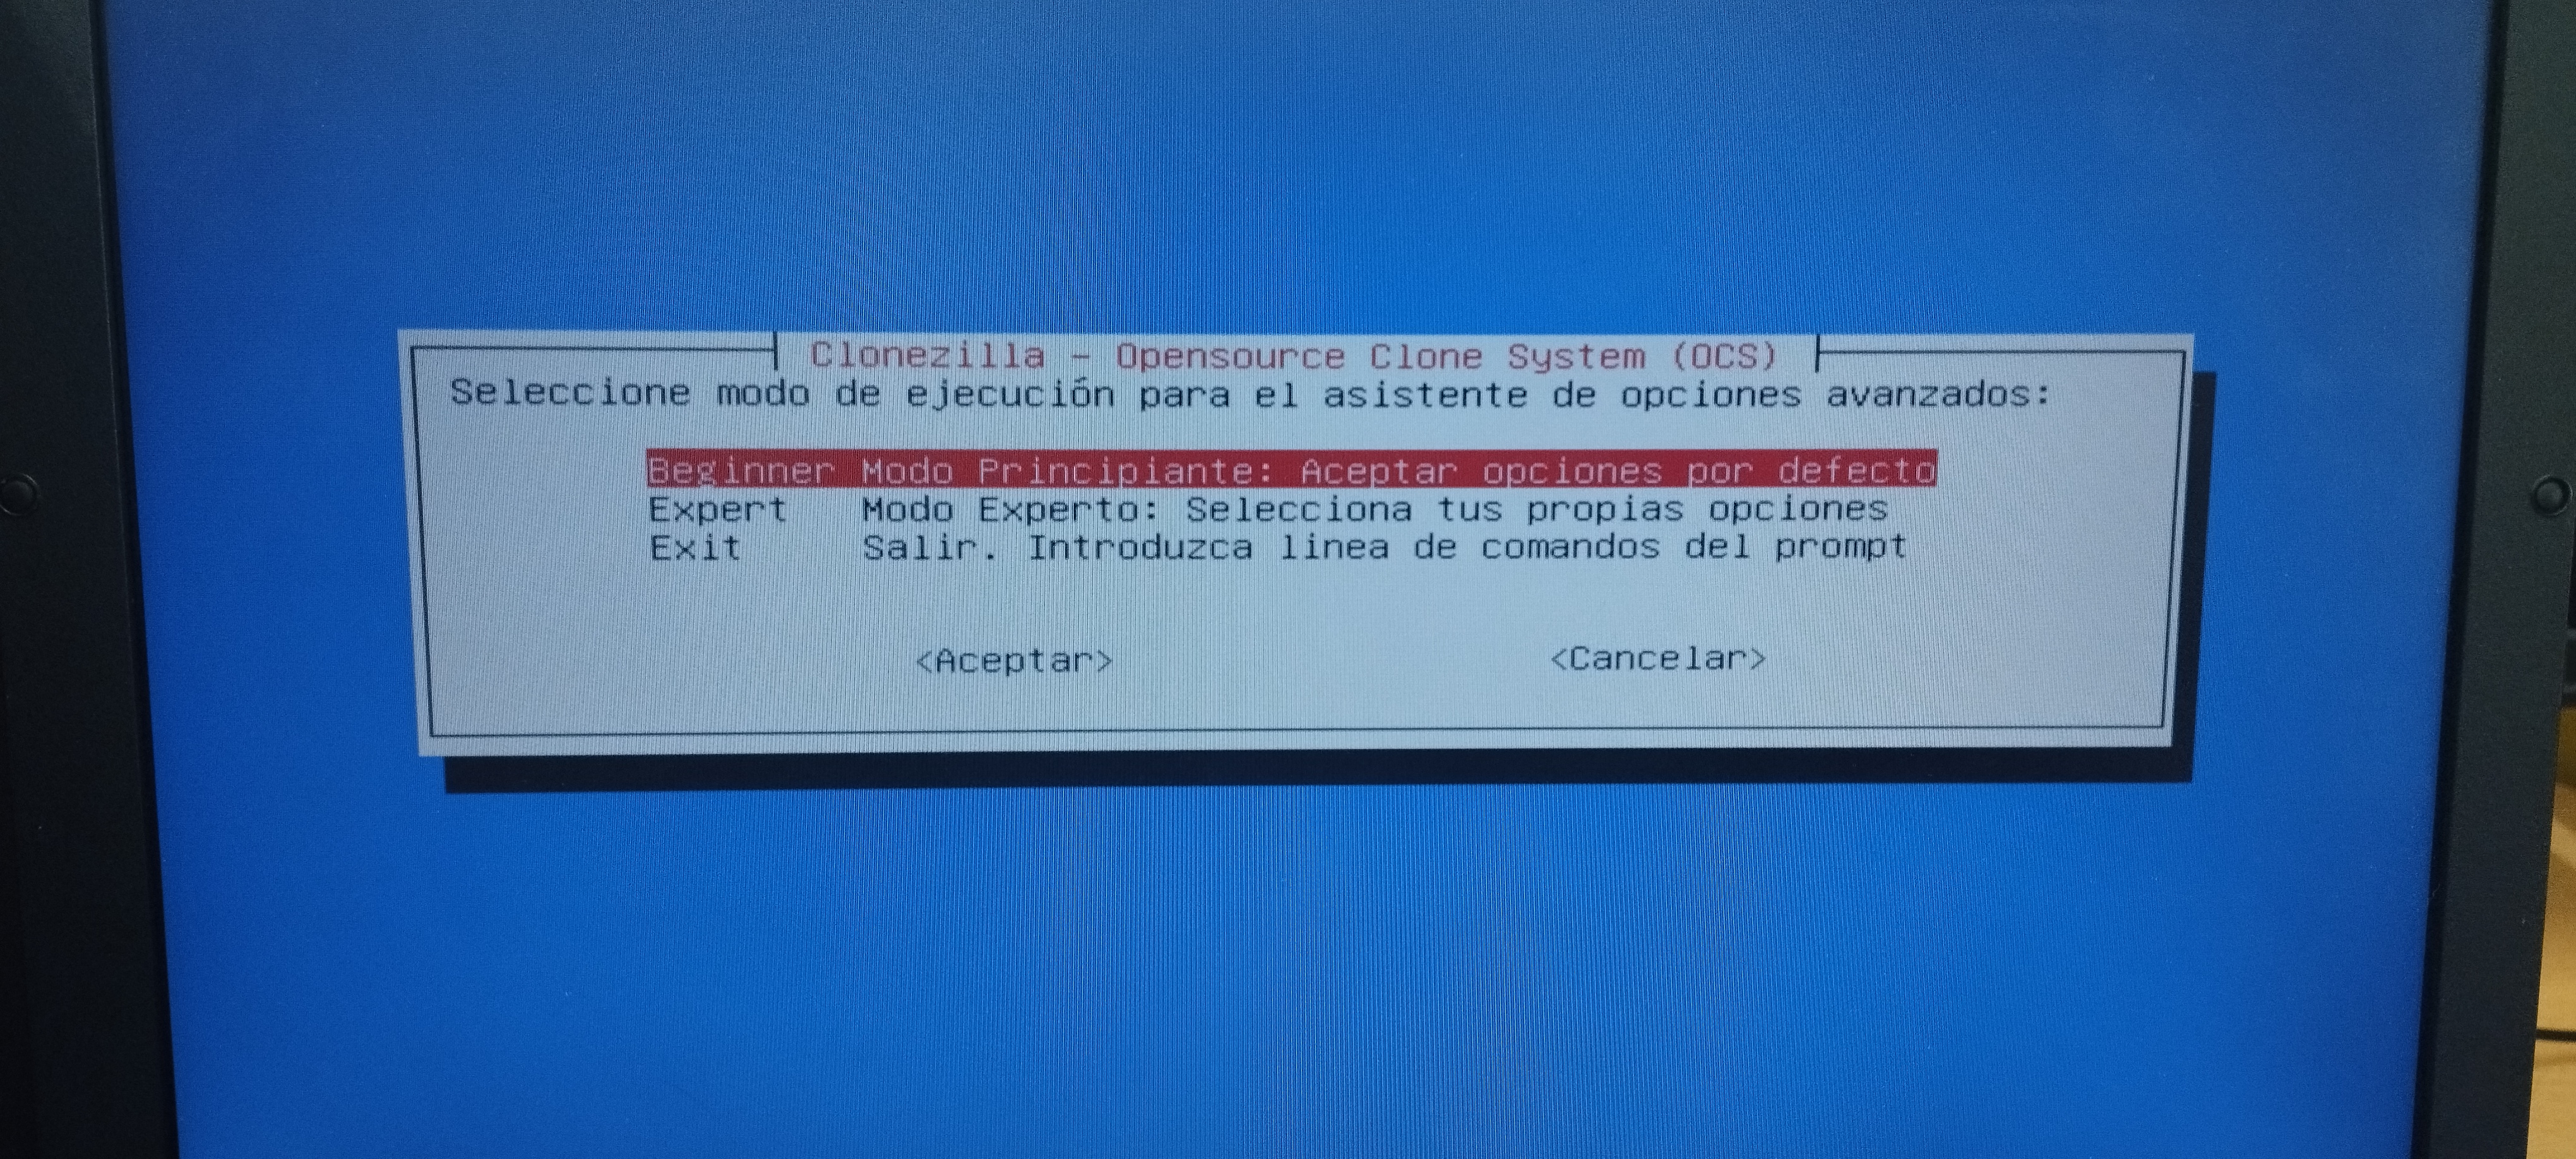 Clonezilla - Opensource Clone System (OCS)
Seleccione modo de ejecución para el asistente de opciones avanzados:
Beginner Modo Principiante: Aceptar opciones por defecto
Expert Modo Experto: Selecciona tus propias opciones
Exit Salir. Introduzca linea de comandos del prompt
<Aceptar> <Cancelar>